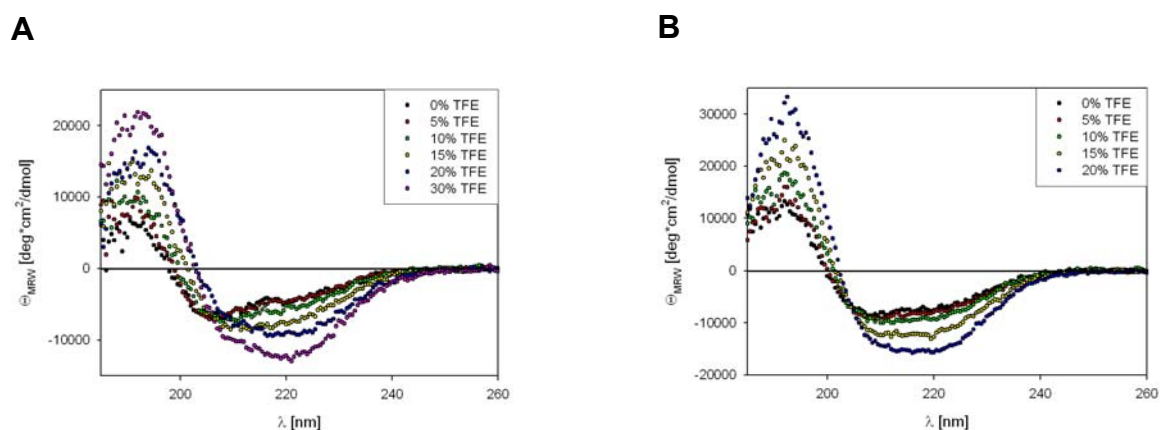 A
B
0% TFE
5% TFE
10% TFE
15% TFE
20% TFE
30% TFE
20000
10000
0
-10000
200
220
240
260
λ [nm]
Θ_MRW [deg*cm²/dmol]
0% TFE
5% TFE
10% TFE
15% TFE
20% TFE
30000
20000
10000
0
-10000
-20000
200
220
240
260
λ [nm]
Θ_MRW [deg*cm²/dmol]